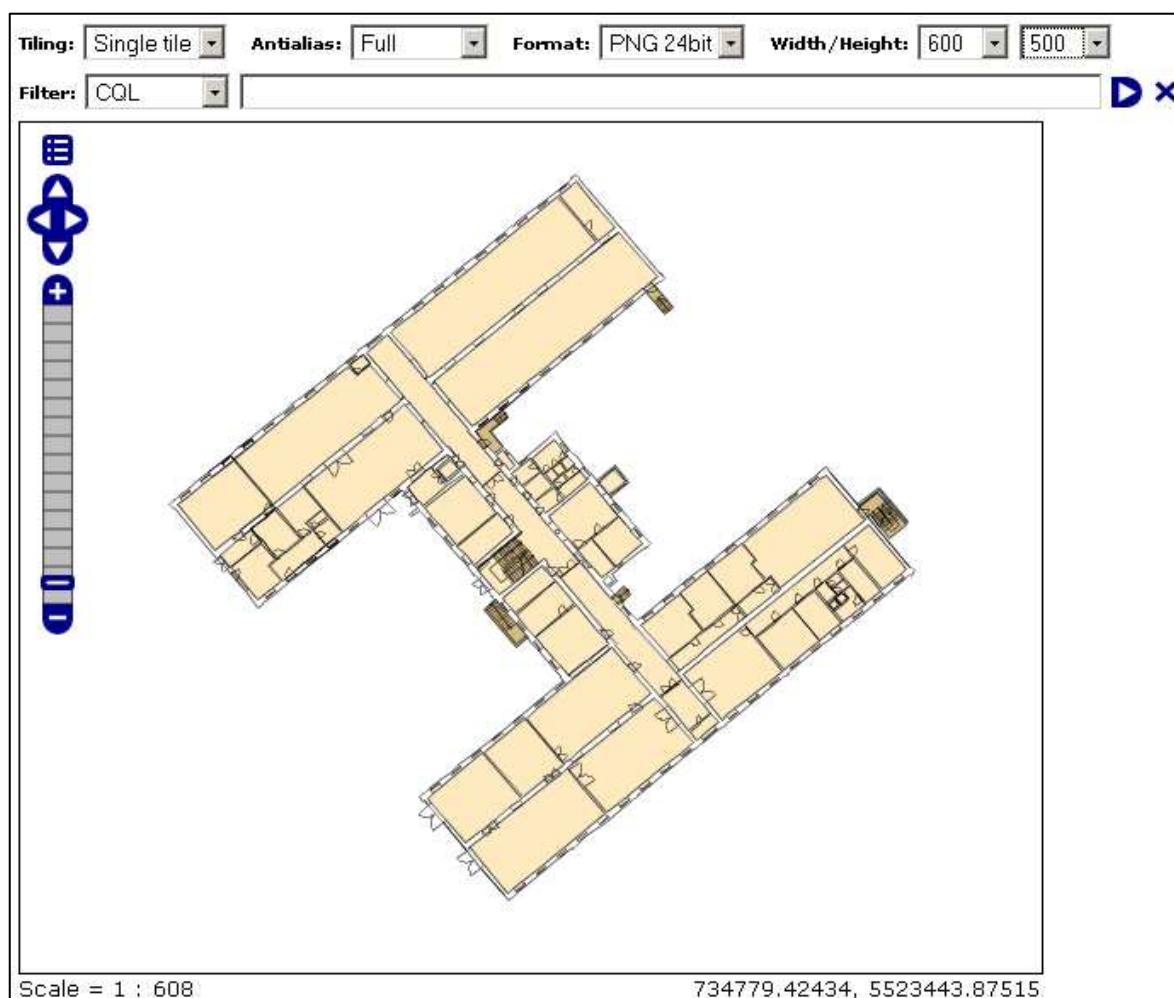 Tiling: Single tile Antialias: Full Format: PNG 24bit Width/Height: 600 500
Filter: CQL
Scale = 1 : 608 734779.42434, 5523443.87515